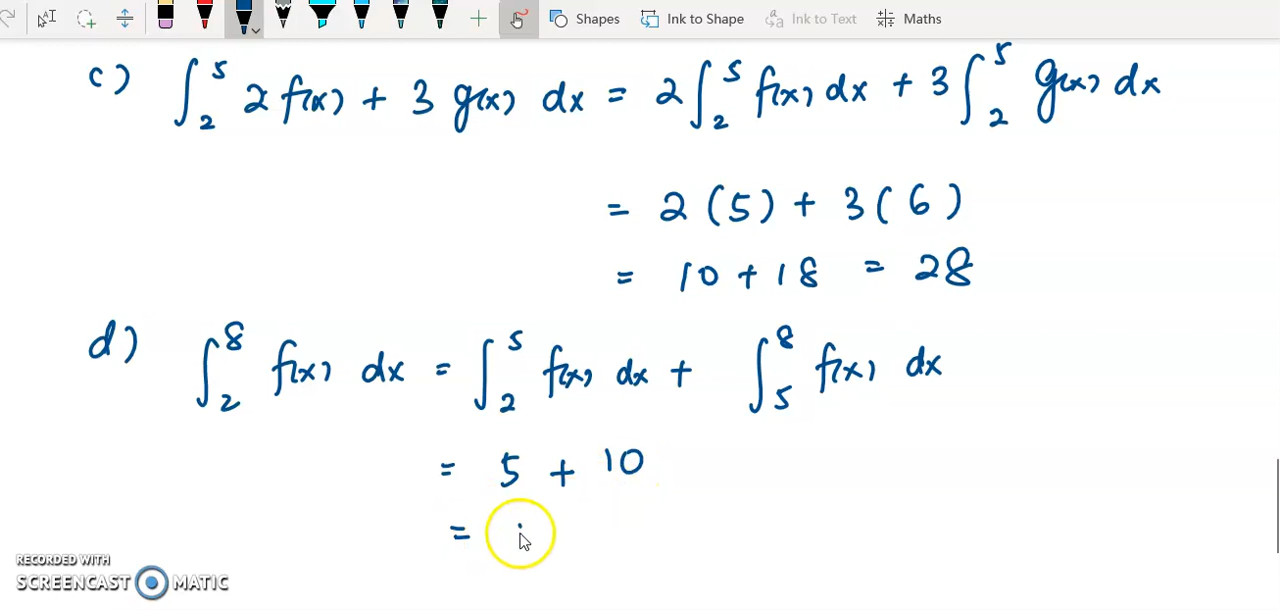 Shapes Ink to Shape Ink to Text Maths
c) ∫₂⁵ 2 f(x) + 3 g(x) dx = 2 ∫₂⁵ f(x) dx + 3 ∫₂⁵ g(x) dx
= 2 (5) + 3 ( 6 )
= 10 + 18 = 28
d) ∫₂⁸ f(x) dx = ∫₂⁵ f(x) dx + ∫₅⁸ f(x) dx
= 5 + 10
=
RECORDED WITH
SCREENCAST MATIC